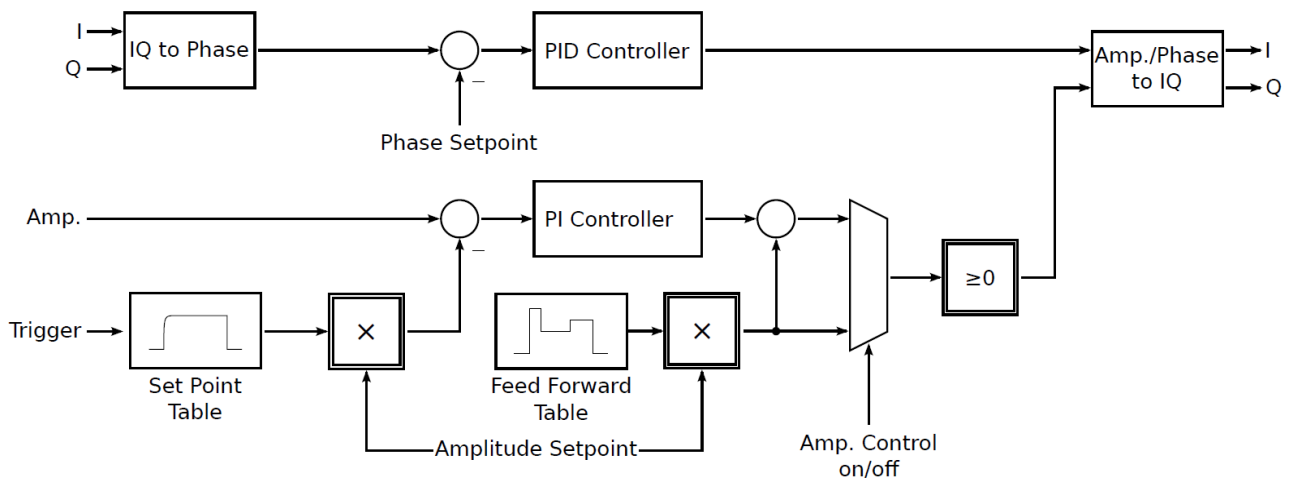 I
Q
IQ to Phase
PID Controller
Amp./Phase
to IQ
I
Q
–
Phase Setpoint
Amp.
PI Controller
–
≥0
Trigger
×
×
Set Point
Table
Feed Forward
Table
Amplitude Setpoint
Amp. Control
on/off